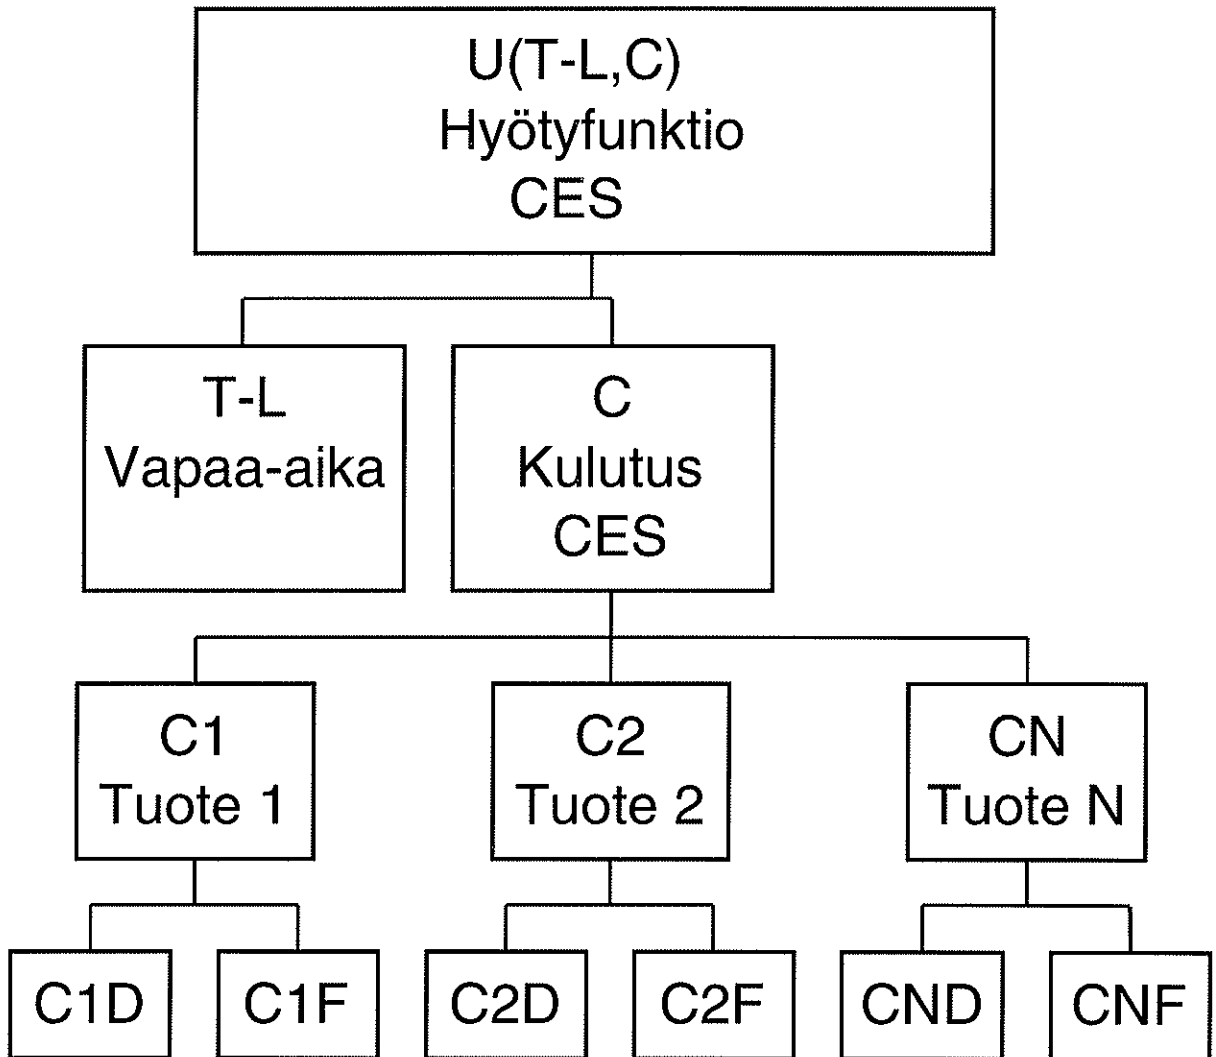 U(T-L,C)
Hyötyfunktio
CES
T-L
Vapaa-aika
C
Kulutus
CES
C1
Tuote 1
C2
Tuote 2
CN
Tuote N
C1D
C1F
C2D
C2F
CND
CNF